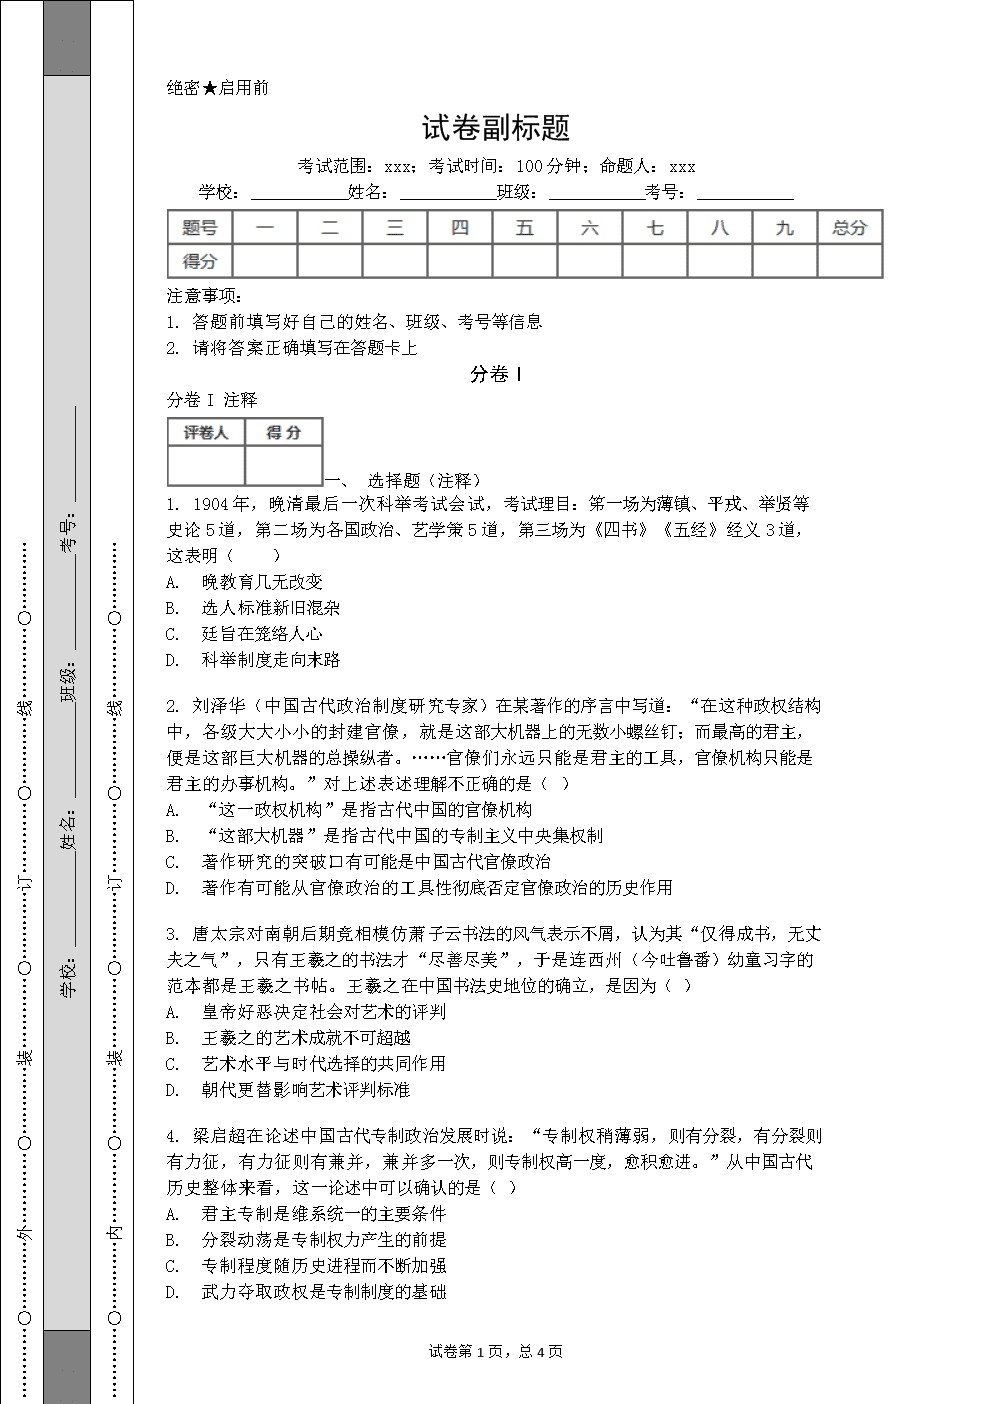 绝密★启用前
试卷副标题
考试范围：xxx；考试时间：100分钟；命题人：xxx
学校：___________姓名：___________班级：___________考号：___________
题号 一 二 三 四 五 六 七 八 九 总分
得分
注意事项：
1. 答题前填写好自己的姓名、班级、考号等信息
2. 请将答案正确填写在答题卡上
分卷I
分卷I 注释
评卷人 得 分
一、 选择题（注释）
1. 1904年，晚清最后一次科举考试会试，考试理目：笫一场为薄镇、平戎、举贤等
史论5道，第二场为各国政治、艺学策5道，第三场为《四书》《五经》经义3道，
这表明（ ）
A. 晚教育几无改变
B. 选人标准新旧混杂
C. 廷旨在笼络人心
D. 科举制度走向末路
2. 刘泽华（中国古代政治制度研究专家）在某著作的序言中写道：“在这种政权结构
中，各级大大小小的封建官僚，就是这部大机器上的无数小螺丝钉；而最高的君主，
便是这部巨大机器的总操纵者。……官僚们永远只能是君主的工具，官僚机构只能是
君主的办事机构。”对上述表述理解不正确的是（ ）
A. “这一政权机构”是指古代中国的官僚机构
B. “这部大机器”是指古代中国的专制主义中央集权制
C. 著作研究的突破口有可能是中国古代官僚政治
D. 著作有可能从官僚政治的工具性彻底否定官僚政治的历史作用
3. 唐太宗对南朝后期竞相模仿萧子云书法的风气表示不屑，认为其“仅得成书，无丈
夫之气”，只有王羲之的书法才“尽善尽美”，于是连西州（今吐鲁番）幼童习字的
范本都是王羲之书帖。王羲之在中国书法史地位的确立，是因为（ ）
A. 皇帝好恶决定社会对艺术的评判
B. 王羲之的艺术成就不可超越
C. 艺术水平与时代选择的共同作用
D. 朝代更替影响艺术评判标准
4. 梁启超在论述中国古代专制政治发展时说：“专制权稍薄弱，则有分裂，有分裂则
有力征，有力征则有兼并，兼并多一次，则专制权高一度，愈积愈进。”从中国古代
历史整体来看，这一论述中可以确认的是（ ）
A. 君主专制是维系统一的主要条件
B. 分裂动荡是专制权力产生的前提
C. 专制程度随历史进程而不断加强
D. 武力夺取政权是专制制度的基础
试卷第1页，总4页
学校：___________姓名：___________班级：___________考号：___________
……○……外……○……装……○……订……○……线……○……
……○……内……○……装……○……订……○……线……○……